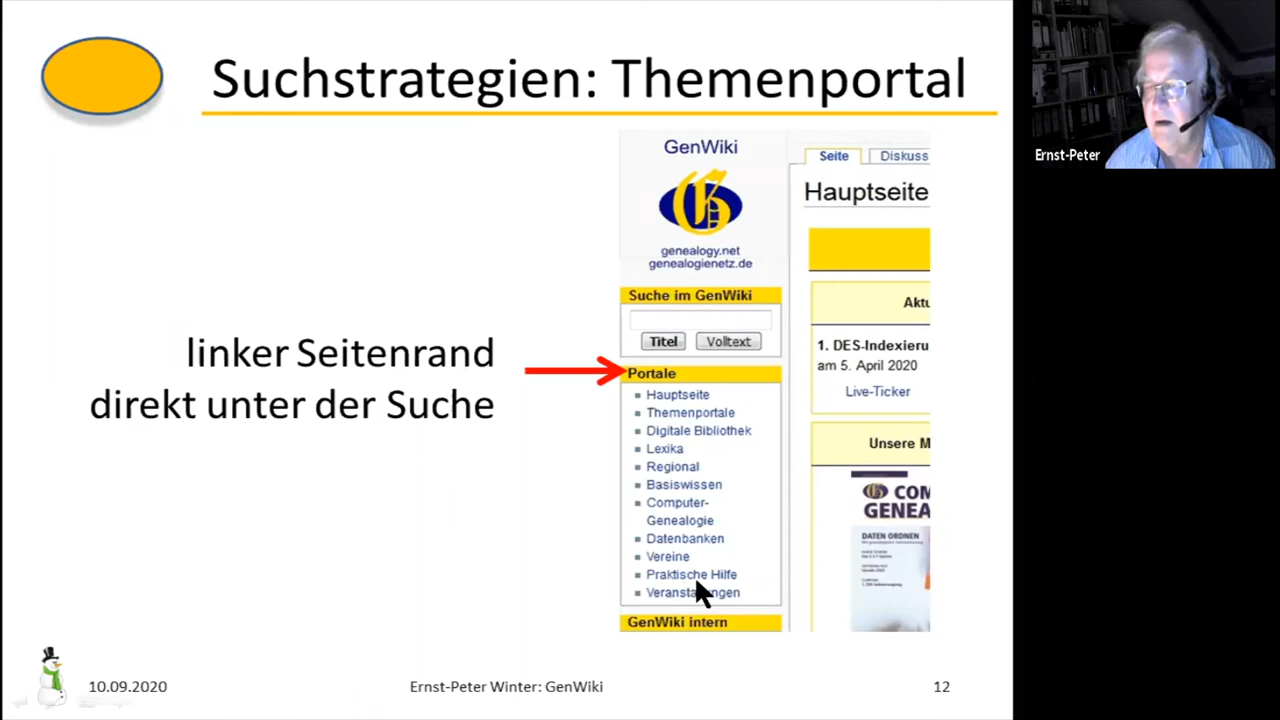 Suchstrategien: Themenportal
Ernst-Peter
linker Seitenrand
direkt unter der Suche
GenWiki
genealogy.net
genealogienetz.de
Suche im GenWiki
Titel
Volltext
Portale
Hauptseite
Themenportale
Digitale Bibliothek
Lexika
Regional
Basiswissen
Computer-
Genealogie
Datenbanken
Vereine
Praktische Hilfe
GenWiki intern
Seite
Diskuss
Hauptseite
Aktu
1. DES-Indexieru
am 5. April 2020
Live-Ticker
Unsere M
COM
GENEA
DATEN ORDNEN
10.09.2020
Ernst-Peter Winter: GenWiki
12